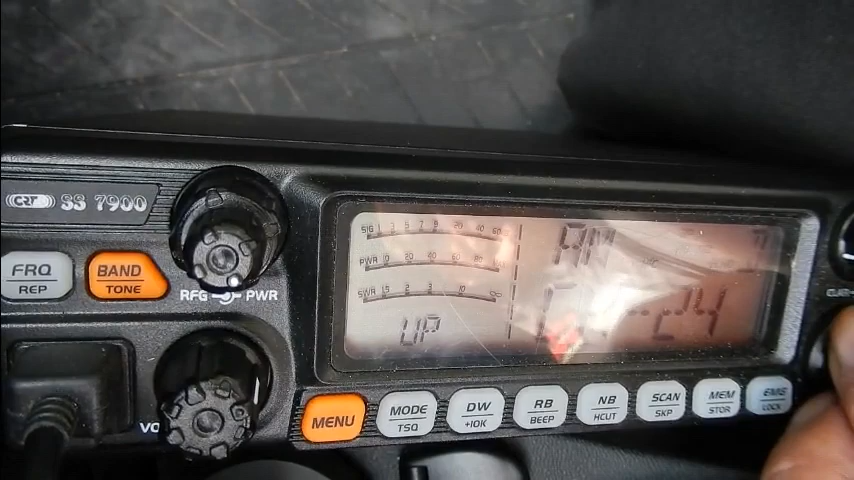 CRT SS 7900
FRQ
REP
BAND
TONE
RFG PWR
SIG 1 3 5 7 9 20 40 60
PWR 10 20 40 60 80
SWR 1.5 2 3 10 ∞
UP
AM
24
MENU
MODE
TSQ
DW
+10K
RB
BEEP
NB
HCUT
SCAN
SKP
MEM
STOR
EMG
LOCK